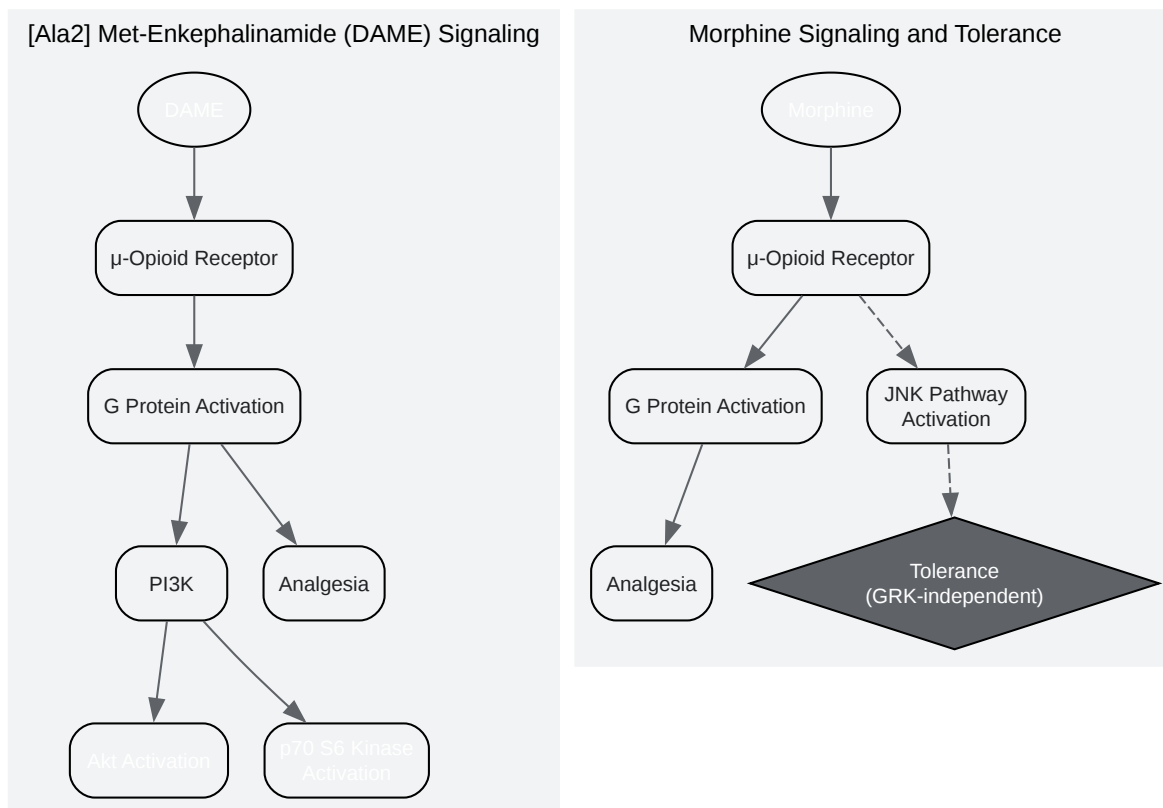 [Ala2] Met-Enkephalinamide (DAME) Signaling
DAME
μ-Opioid Receptor
G Protein Activation
PI3K
Analgesia
Akt Activation
p70 S6 Kinase
Activation
Morphine Signaling and Tolerance
Morphine
μ-Opioid Receptor
G Protein Activation
JNK Pathway
Activation
Analgesia
Tolerance
(GRK-independent)